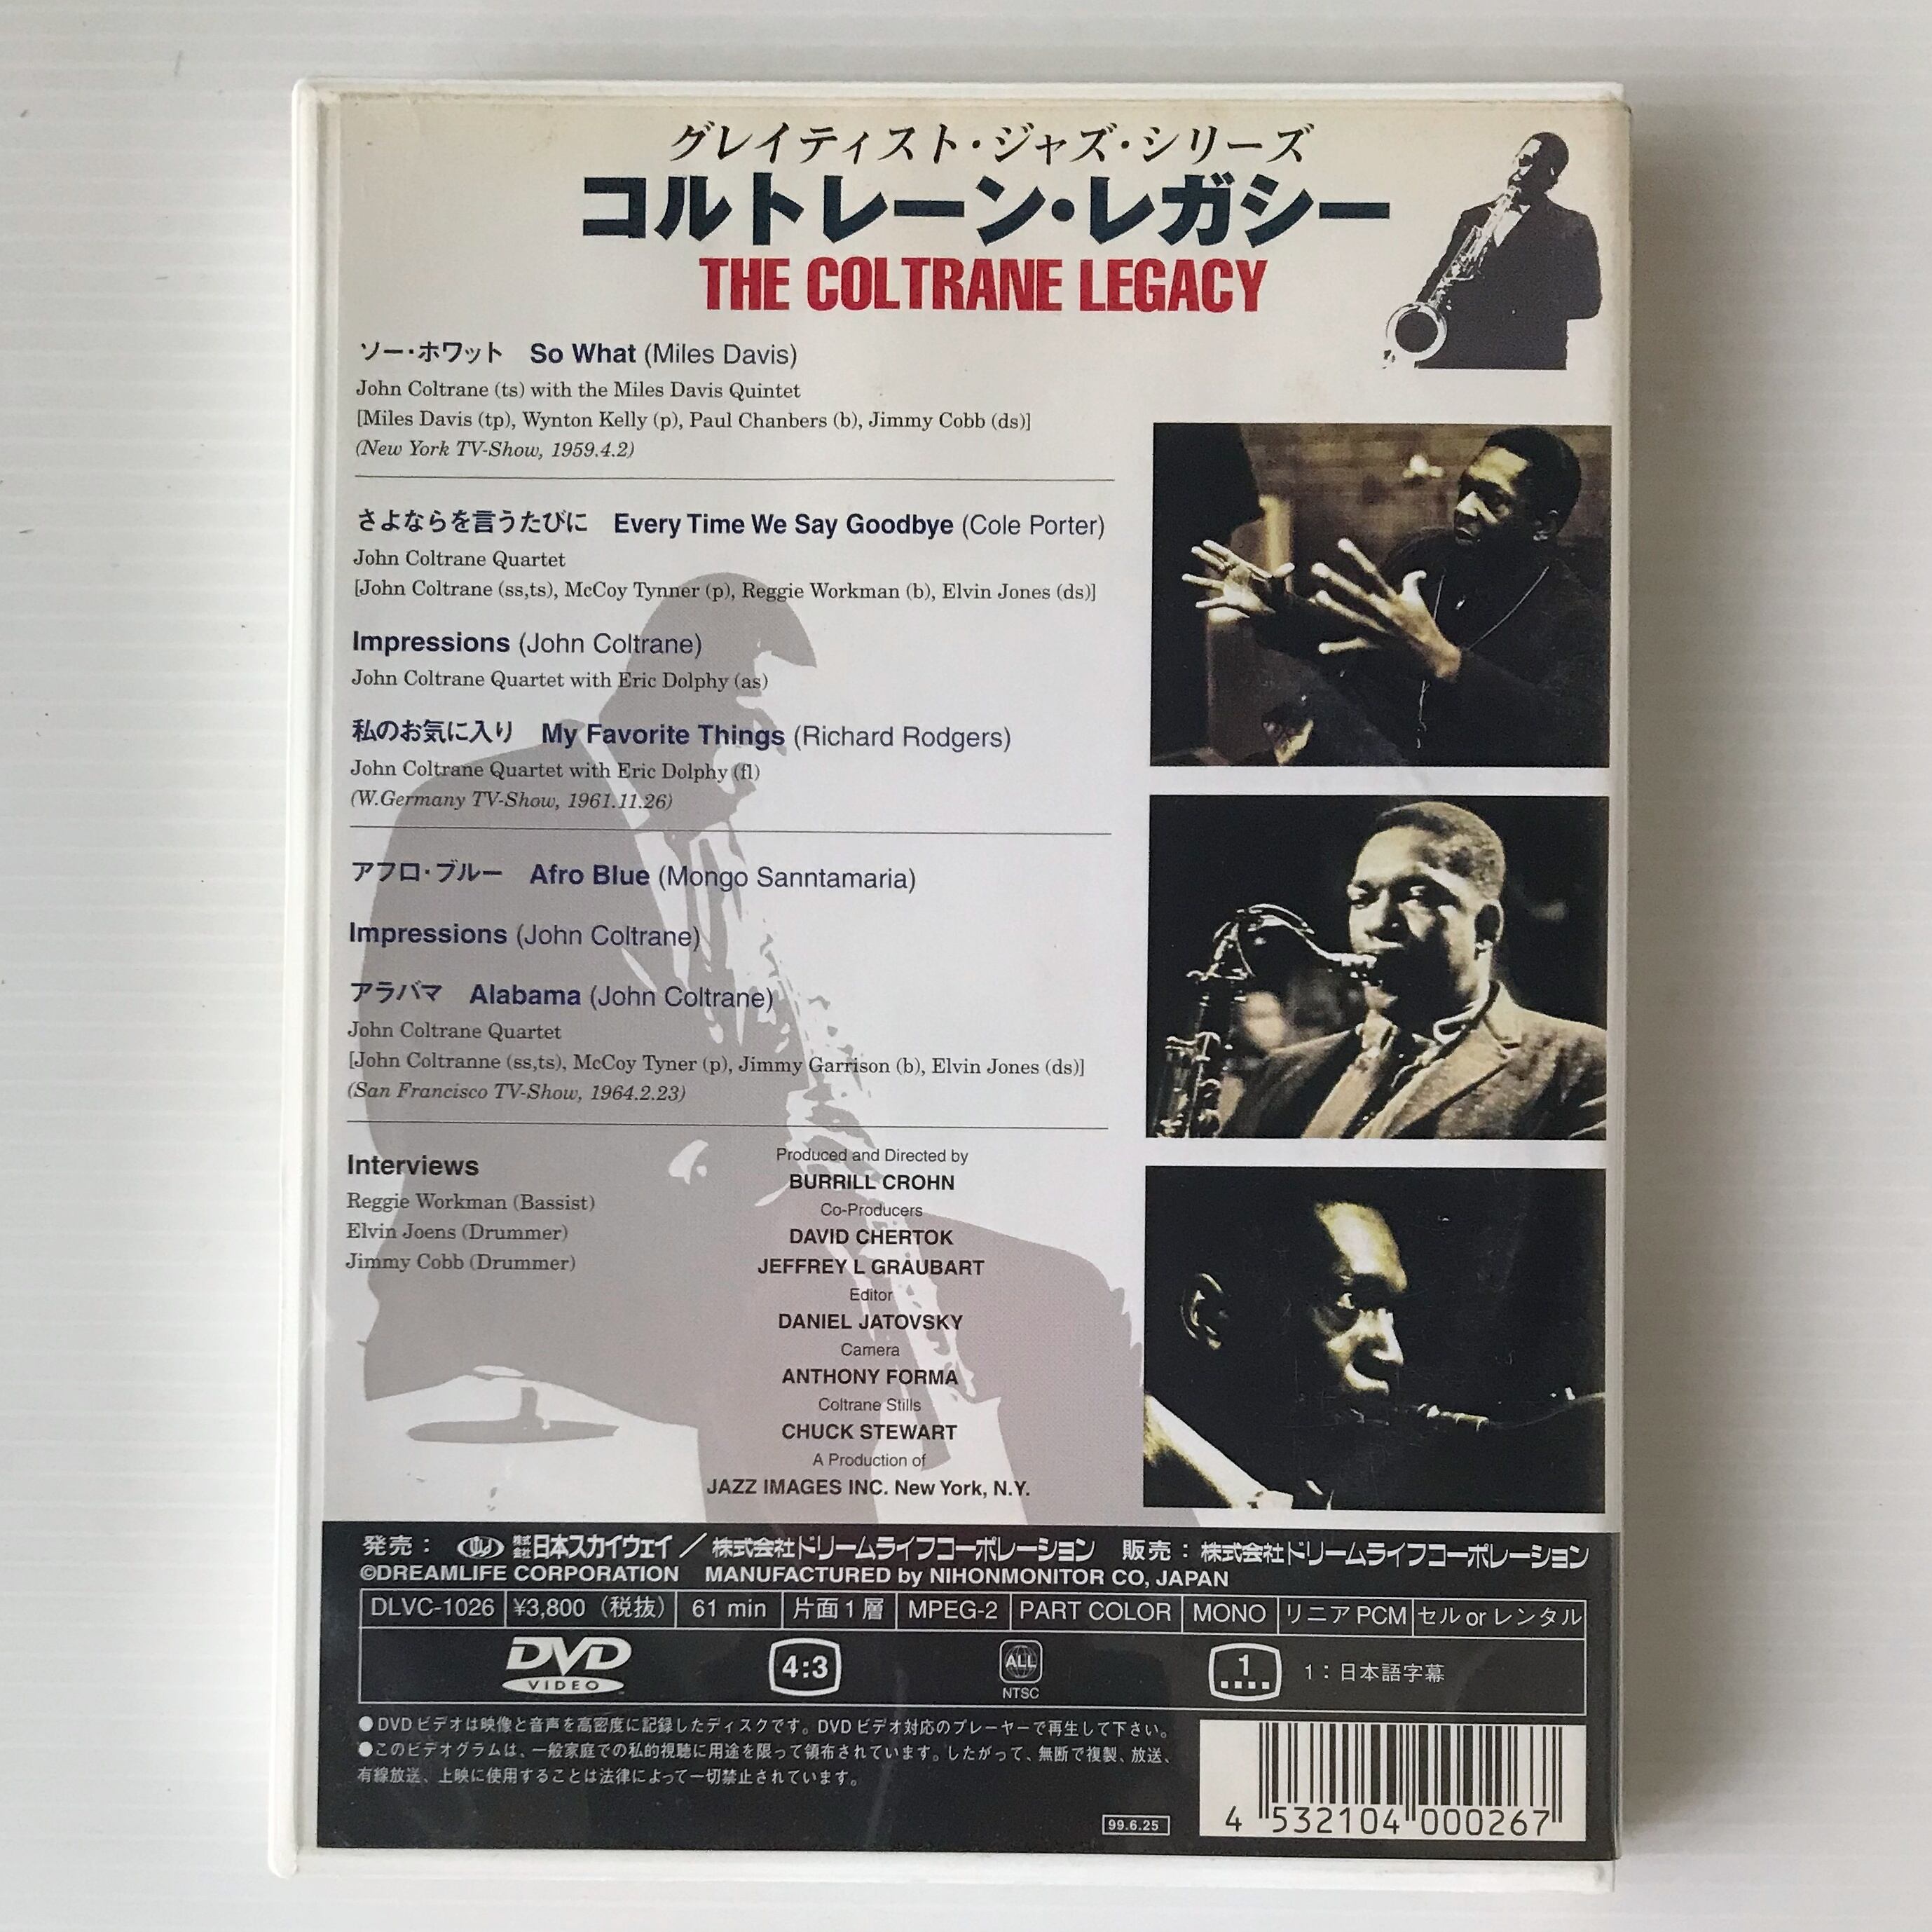 グレイティスト・ジャズ・シリーズ
コルトレーン・レガシー
THE COLTRANE LEGACY
ソー・ホワット So What (Miles Davis)
John Coltrane (ts) with the Miles Davis Quintet
[Miles Davis (tp), Wynton Kelly (p), Paul Chanbers (b), Jimmy Cobb (ds)]
(New York TV-Show, 1959.4.2)
さよならを言うたびに Every Time We Say Goodbye (Cole Porter)
John Coltrane Quartet
[John Coltrane (ss,ts), McCoy Tynner (p), Reggie Workman (b), Elvin Jones (ds)]
Impressions (John Coltrane)
John Coltrane Quartet with Eric Dolphy (as)
私のお気に入り My Favorite Things (Richard Rodgers)
John Coltrane Quartet with Eric Dolphy (fl)
(W.Germany TV-Show, 1961.11.26)
アフロ・ブルー Afro Blue (Mongo Sanntamaria)
Impressions (John Coltrane)
アラバマ Alabama (John Coltrane)
John Coltrane Quartet
[John Coltranne (ss,ts), McCoy Tyner (p), Jimmy Garrison (b), Elvin Jones (ds)]
(San Francisco TV-Show, 1964.2.23)
Interviews
Reggie Workman (Bassist)
Elvin Joens (Drummer)
Jimmy Cobb (Drummer)
Produced and Directed by
BURRILL CROHN
Co-Producers
DAVID CHERTOK
JEFFREY L GRAUBART
Editor
DANIEL JATOVSKY
Camera
ANTHONY FORMA
Coltrane Stills
CHUCK STEWART
A Production of
JAZZ IMAGES INC. New York, N.Y.
発売： 株式会社日本スカイウェイ／株式会社ドリームライフコーポレーション 販売：株式会社ドリームライフコーポレーション
©DREAMLIFE CORPORATION MANUFACTURED by NIHONMONITOR CO, JAPAN
DLVC-1026 ¥3,800（税抜） 61 min 片面1層 MPEG-2 PART COLOR MONO リニアPCM セル or レンタル
DVD VIDEO 4:3 ALL NTSC 1 1：日本語字幕
●DVDビデオは映像と音声を高密度に記録したディスクです。DVDビデオ対応のプレーヤーで再生して下さい。
●このビデオグラムは、一般家庭での私的視聴に用途を限って領布されています。したがって、無断で複製、放送、
有線放送、上映に使用することは法律によって一切禁止されています。
99.6.25
4 532104 000267